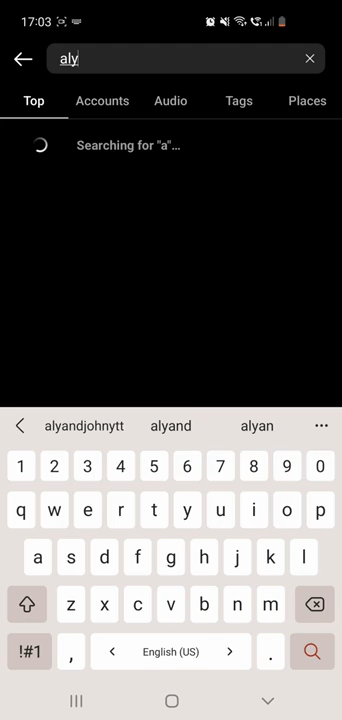 17:03
aly
Top Accounts Audio Tags Places
Searching for "a"...
alyandjohnytt alyand alyan
1 2 3 4 5 6 7 8 9 0
q w e r t y u i o p
a s d f g h j k l
z x c v b n m
!#1 , English (US) .